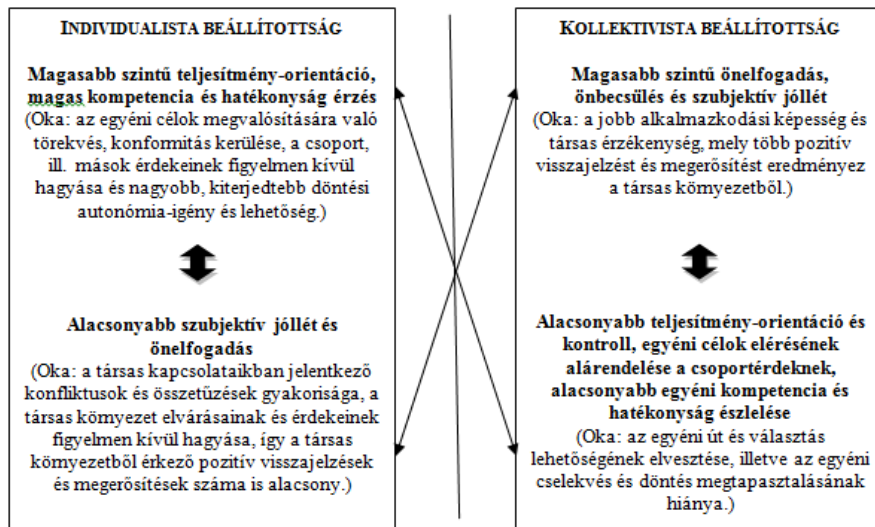 INDIVIDUALISTA BEÁLLÍTOTTSÁG
Magasabb szintű teljesítmény-orientáció,
magas kompetencia és hatékonyság érzés
(Oka: az egyéni célok megvalósítására való
törekvés, konformitás kerülése, a csoport,
ill. mások érdekeinek figyelmen kívül
hagyása és nagyobb, kiterjedtebb döntési
autonómia-igény és lehetőség.)
Alacsonyabb szubjektív jóllét és
önelfogadás
(Oka: a társas kapcsolataikban jelentkező
konfliktusok és összetűzések gyakorisága, a
társas környezet elvárásainak és érdekeinek
figyelmen kívül hagyása, így a társas
környezetből érkező pozitív visszajelzések
és megerősítések száma is alacsony.)
KOLLEKTIVISTA BEÁLLÍTOTTSÁG
Magasabb szintű önelfogadás,
önbecsülés és szubjektív jóllét
(Oka: a jobb alkalmazkodási képesség és
társas érzékenység, mely több pozitív
visszajelzést és megerősítést eredményez
a társas környezetből.)
Alacsonyabb teljesítmény-orientáció és
kontroll, egyéni célok elérésének
alárendelése a csoportérdeknek,
alacsonyabb egyéni kompetencia és
hatékonyság észlelése
(Oka: az egyéni út és választás
lehetőségének elvesztése, illetve az egyéni
cselekvés és döntés megtapasztalásának
hiánya.)